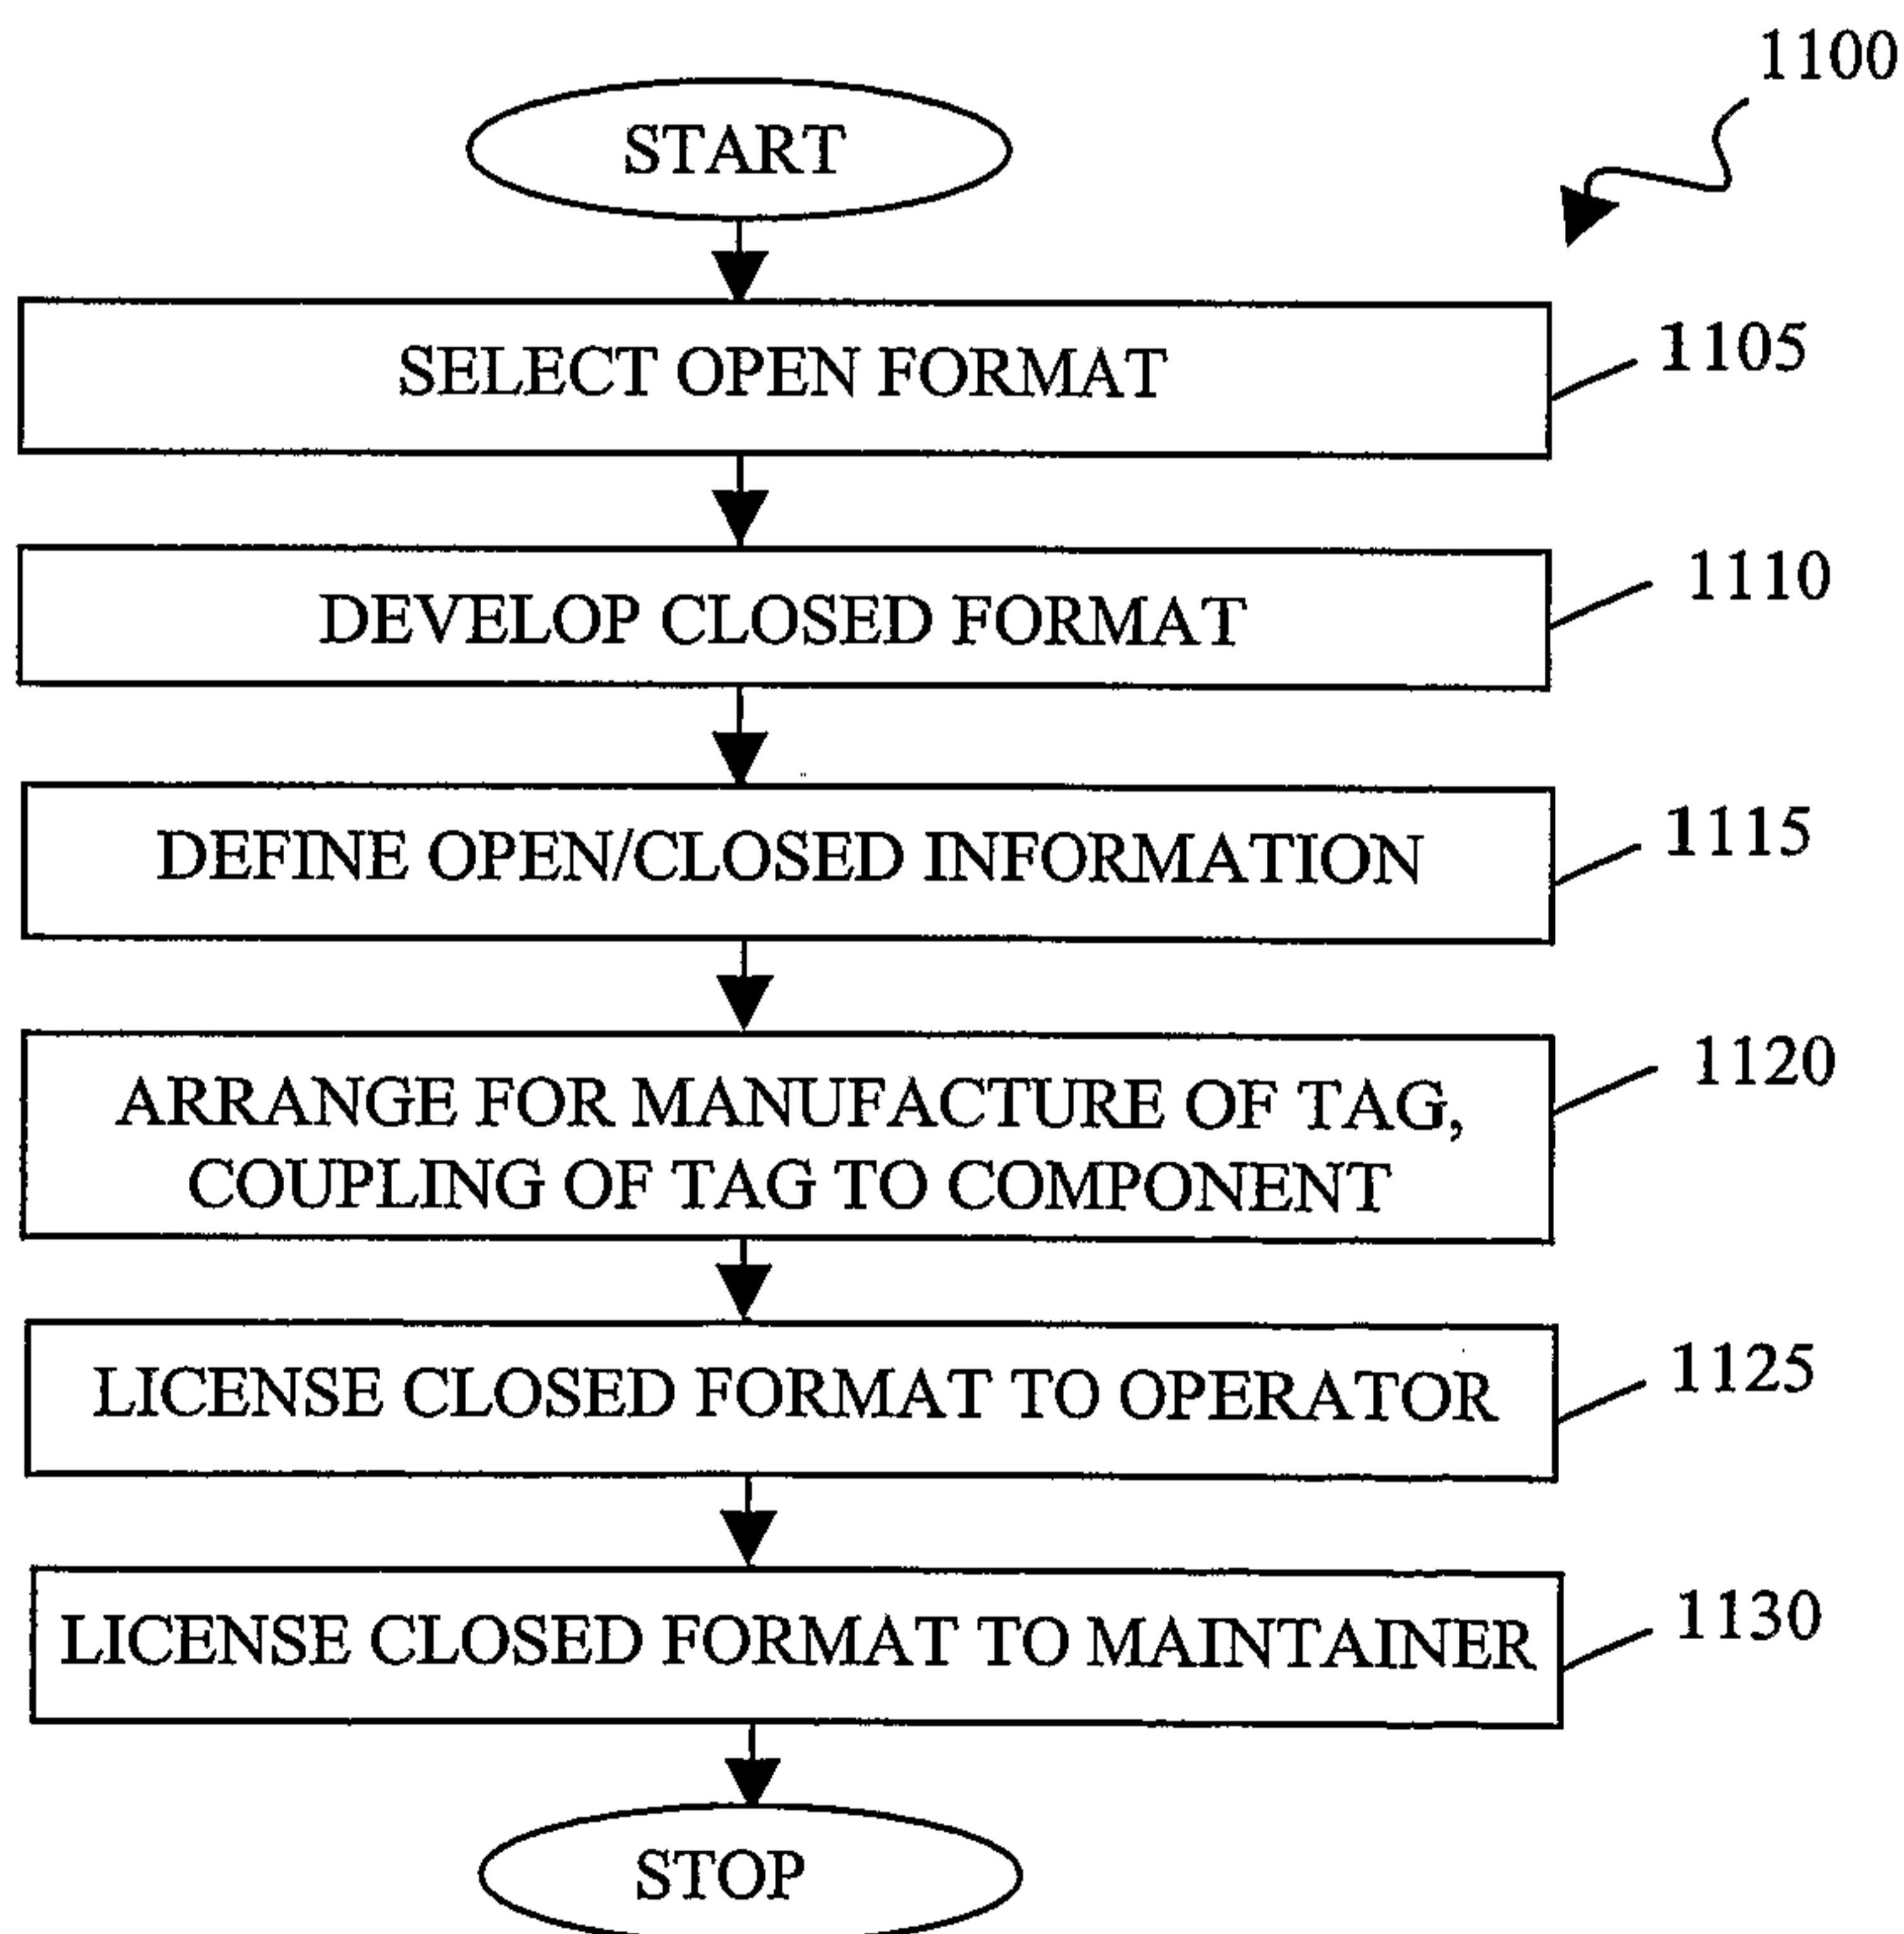 1100
START
SELECT OPEN FORMAT
1105
DEVELOP CLOSED FORMAT
1110
DEFINE OPEN/CLOSED INFORMATION
1115
ARRANGE FOR MANUFACTURE OF TAG,
COUPLING OF TAG TO COMPONENT
1120
LICENSE CLOSED FORMAT TO OPERATOR
1125
LICENSE CLOSED FORMAT TO MAINTAINER
1130
STOP